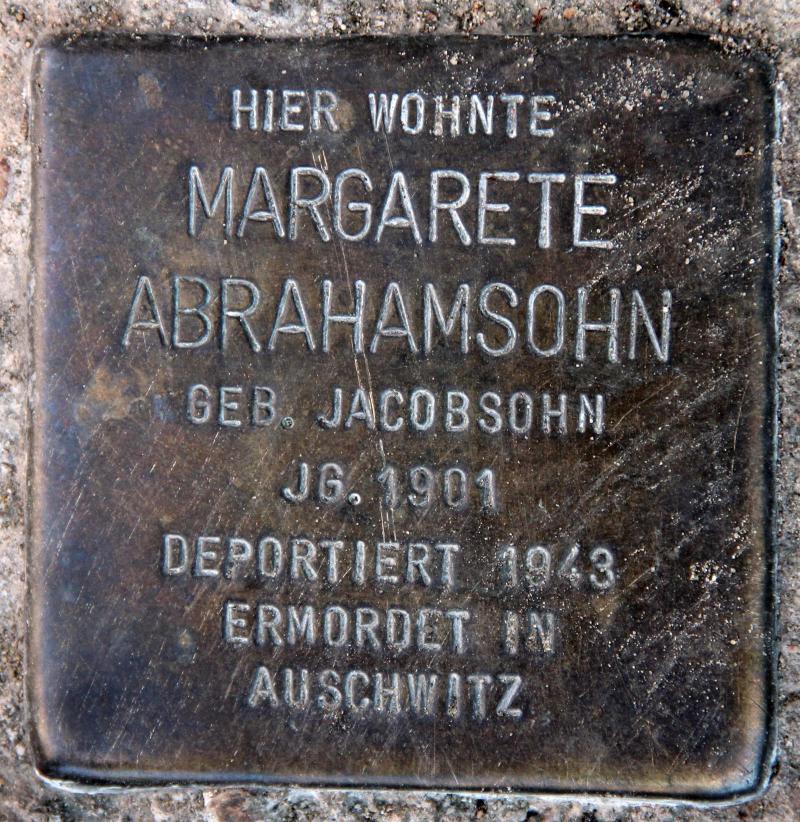 HIER WOHNTE
MARGARETE
ABRAHAMSOHN
GEB. JACOBSOHN
JG. 1901
DEPORTIERT 1943
ERMORDET IN
AUSCHWITZ